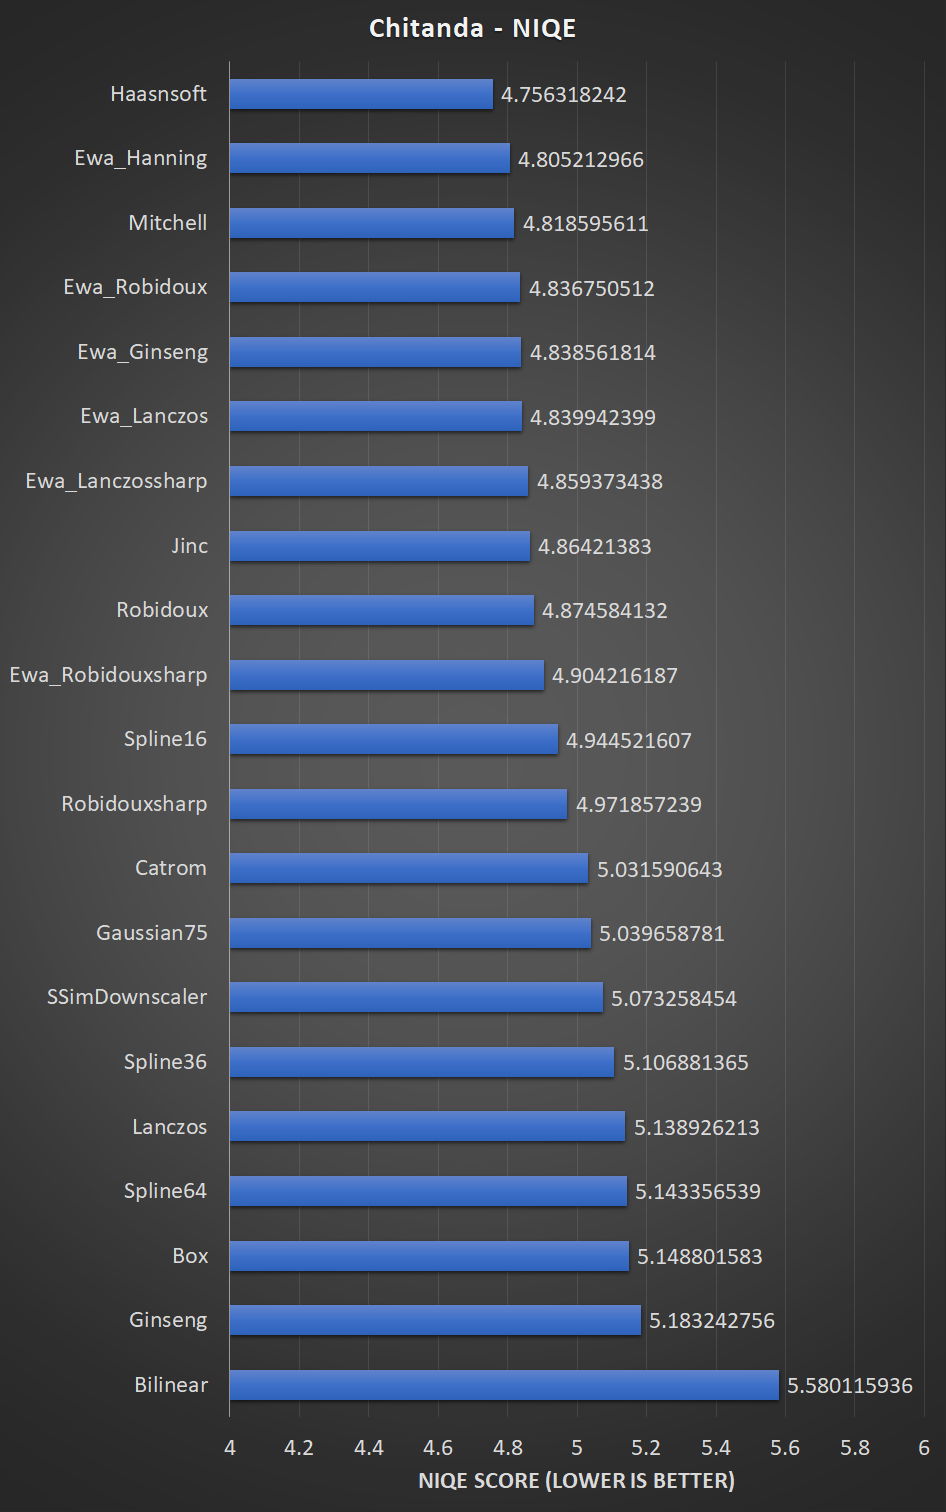 Chitanda - NIQE
Haasnsoft 4.756318242
Ewa_Hanning 4.805212966
Mitchell 4.818595611
Ewa_Robidoux 4.836750512
Ewa_Ginseng 4.838561814
Ewa_Lanczos 4.839942399
Ewa_Lanczossharp 4.859373438
Jinc 4.86421383
Robidoux 4.874584132
Ewa_Robidouxsharp 4.904216187
Spline16 4.944521607
Robidouxsharp 4.971857239
Catrom 5.031590643
Gaussian75 5.039658781
SSimDownscaler 5.073258454
Spline36 5.106881365
Lanczos 5.138926213
Spline64 5.143356539
Box 5.148801583
Ginseng 5.183242756
Bilinear 5.580115936
4 4.2 4.4 4.6 4.8 5 5.2 5.4 5.6 5.8 6
NIQE SCORE (LOWER IS BETTER)